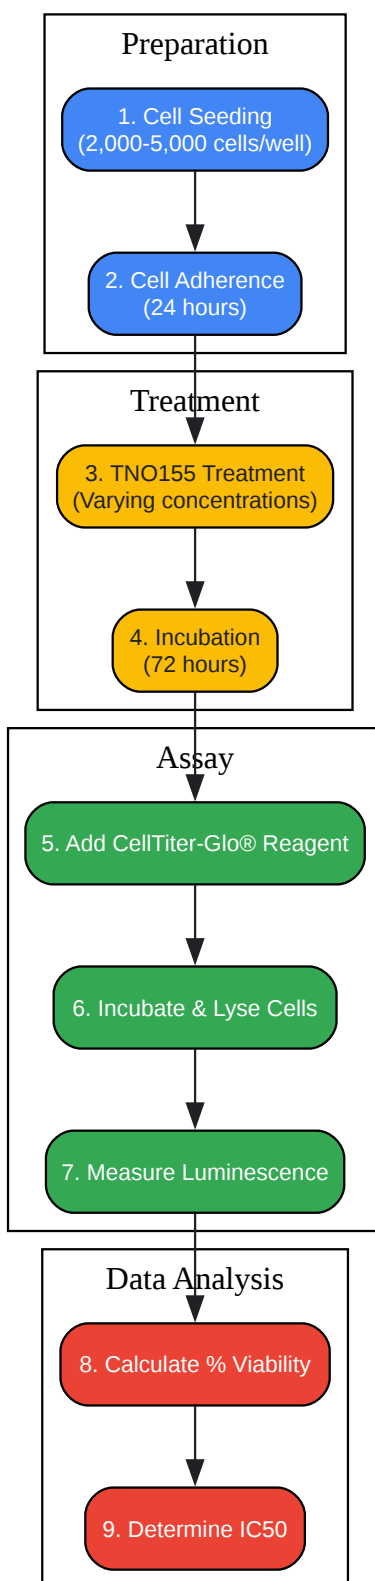 Preparation
1. Cell Seeding
(2,000-5,000 cells/well)
2. Cell Adherence
(24 hours)
Treatment
3. TNO155 Treatment
(Varying concentrations)
4. Incubation
(72 hours)
Assay
5. Add CellTiter-Glo® Reagent
6. Incubate & Lyse Cells
7. Measure Luminescence
Data Analysis
8. Calculate % Viability
9. Determine IC50